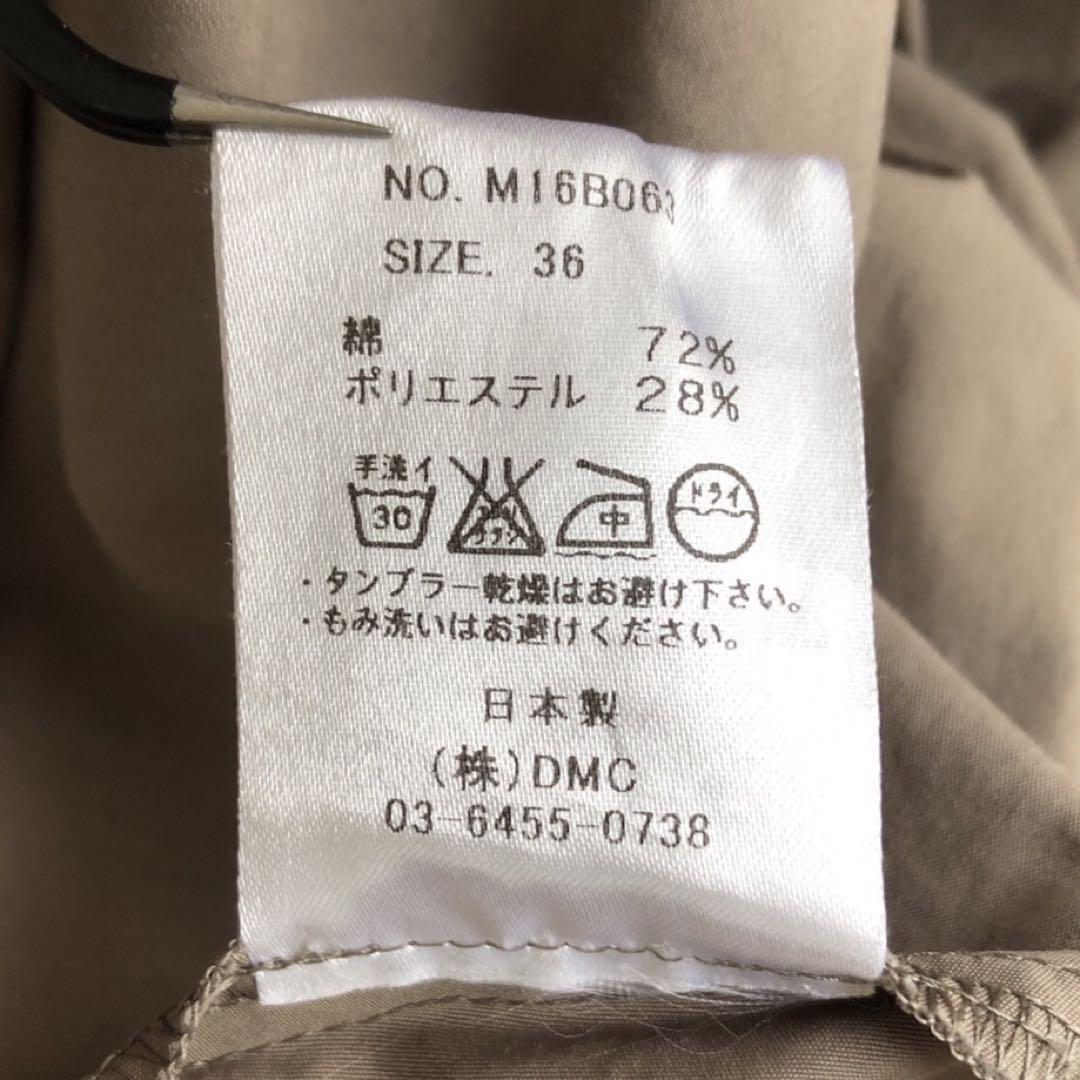 NO. M16B063
SIZE. 36
綿 72%
ポリエステル 28%
手洗イ
30
中
ドライ
・タンブラー乾燥はお避け下さい。
・もみ洗いはお避けください。
日本製
(株)DMC
03-6455-0738